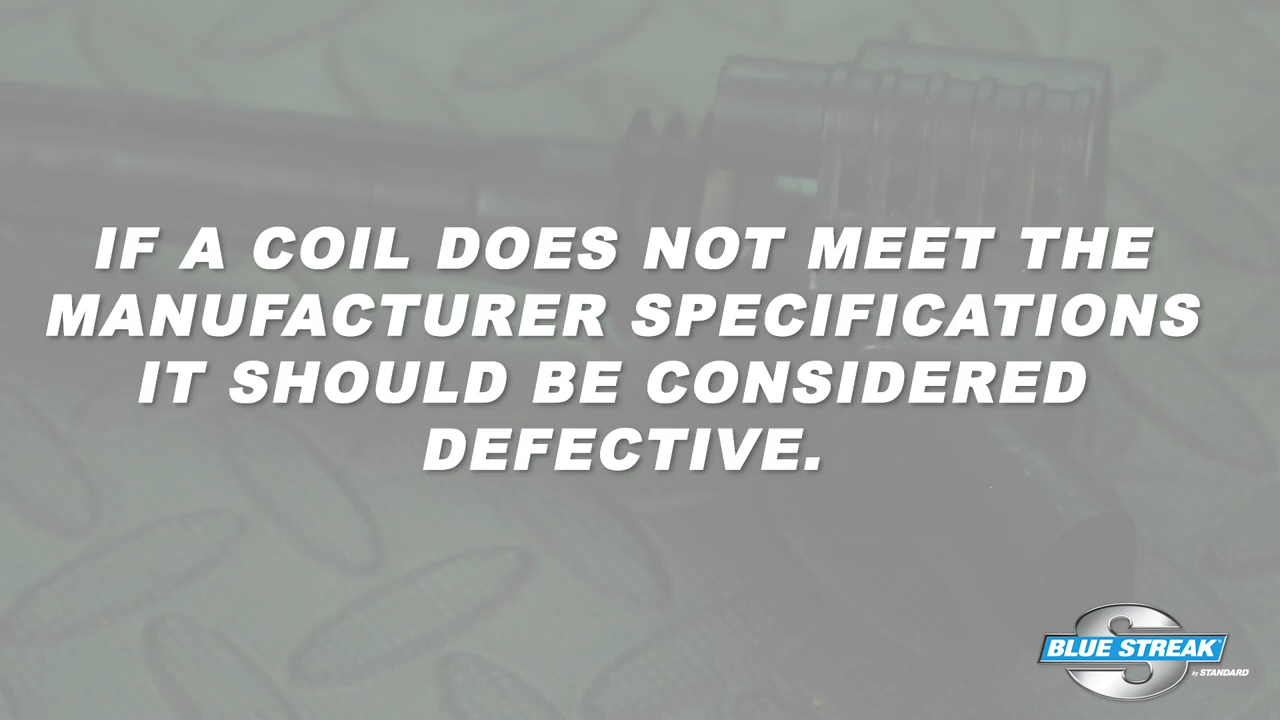 IF A COIL DOES NOT MEET THE
MANUFACTURER SPECIFICATIONS
IT SHOULD BE CONSIDERED
DEFECTIVE.
S
BLUE STREAK®
by STANDARD